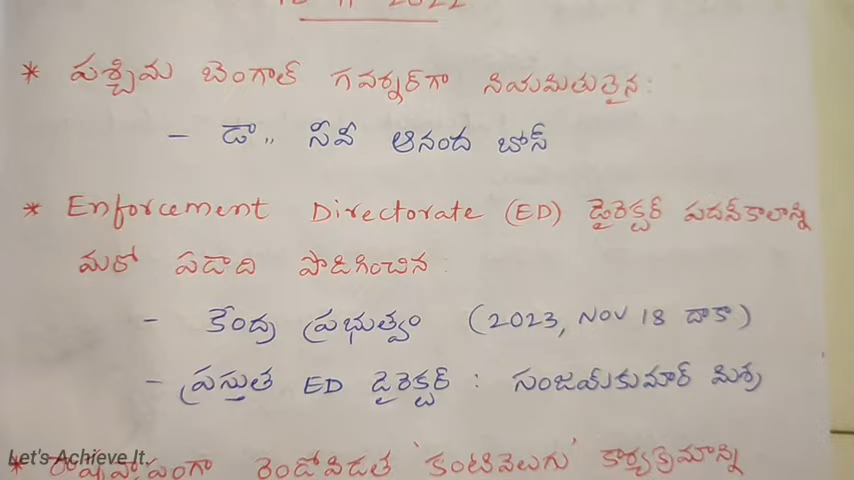 * పశ్చిమ బెంగాల్ గవర్నర్‌గా నియమితులైన:
- డా,, సీవీ ఆనంద బోస్
* Enforcement Directorate (ED) డైరెక్టర్ పదవీకాలాన్ని
మరో ఏడాది పొడిగించిన:
- కేంద్ర ప్రభుత్వం (2023, NOV 18 దాకా)
- ప్రస్తుత ED డైరెక్టర్ : సంజయ్‌కుమార్ మిశ్ర
* రాష్ట్రవ్యాప్తంగా రెండోవిడత 'కంటివెలుగు' కార్యక్రమాన్ని
Let's Achieve It.